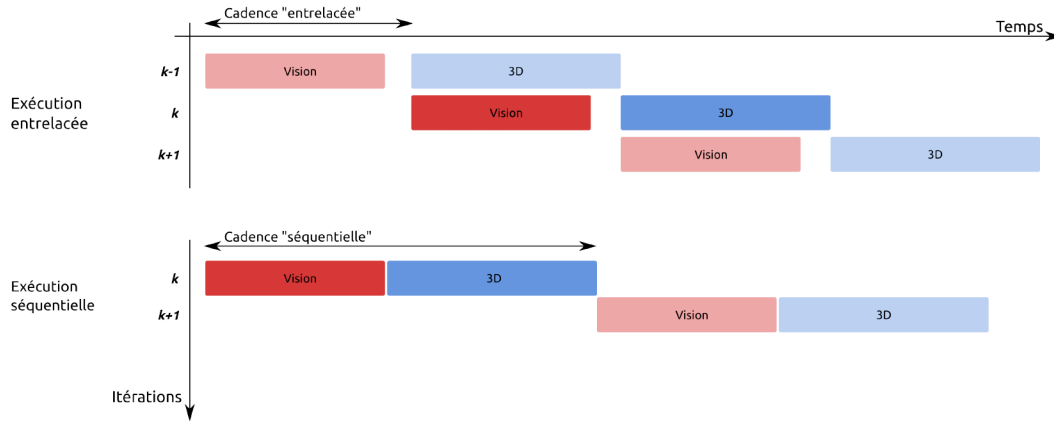 Cadence "entrelacée"
Temps
k-1
Vision
3D
Exécution
entrelacée
k
Vision
3D
k+1
Vision
3D
Cadence "séquentielle"
Exécution
séquentielle
k
Vision
3D
k+1
Vision
3D
Itérations